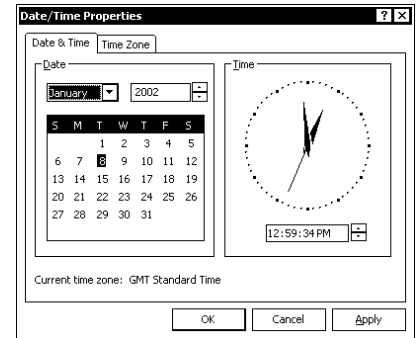 Date/Time Properties
Date & Time Time Zone
Date
January 2002
S M T W T F S
1 2 3 4 5
6 7 8 9 10 11 12
13 14 15 16 17 18 19
20 21 22 23 24 25 26
27 28 29 30 31
Time
12:59:34 PM
Current time zone: GMT Standard Time
OK Cancel Apply